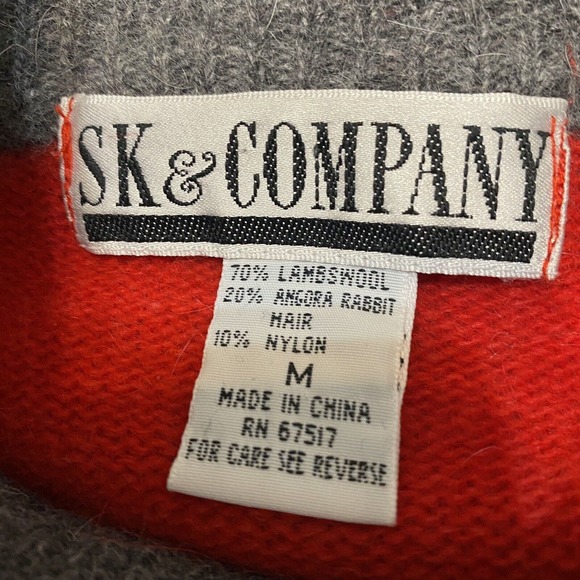 SK & COMPANY
70% LAMBSWOOL
20% ANGORA RABBIT
HAIR
10% NYLON
M
MADE IN CHINA
RN 67517
FOR CARE SEE REVERSE